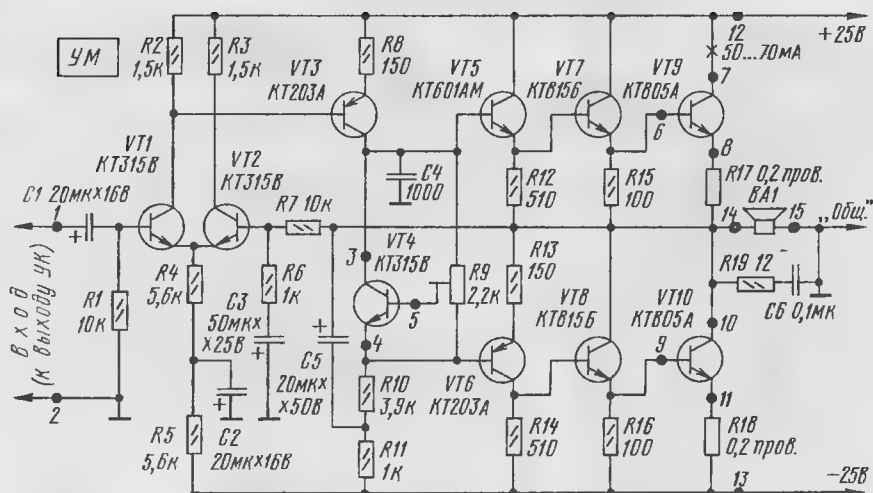 УМ
R2
1,5к
R3
1,5к
R8
150
VT3
КТ203А
VT5
КТ601АМ
VT7
КТ815Б
VT9
КТ805А
12
+25В
50...70мА
7
6
8
VT1
КТ315В
VT2
КТ315В
C1 20мк×16В
1
R7 10к
C4
1000
R12
510
R15
100
R17 0,2 пров.
BA1
14
15
„Общ."
Вход
(к выходу УК)
R1
10к
2
R4
5,6к
R6
1к
C3
50мк×
×25В
3
VT4
КТ315В
R9
2,2к
5
4
R13
150
VT8
КТ815Б
VT10
КТ805А
R19 12
C6 0,1мк
9
10
11
C5
20мк×
×50В
R10
3,9к
VT6
КТ203А
R5
5,6к
C2
20мк×16В
R11
1к
R14
510
R16
100
R18
0,2 пров.
13
−25В